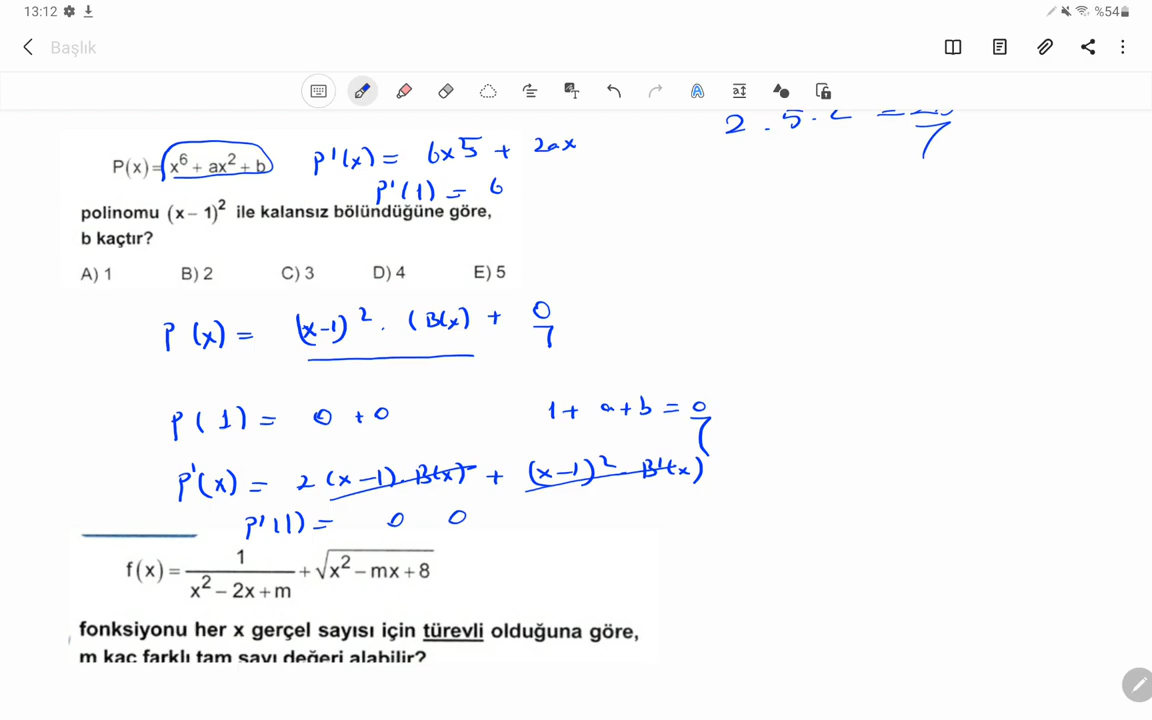 13:12
%54
Başlık
2 . 5 . 2 =
7
P(x) = x⁶ + ax² + b
P'(x) = 6x5 + 2ax
P'(1) = 6
polinomu (x – 1)² ile kalansız bölündüğüne göre,
b kaçtır?
A) 1 B) 2 C) 3 D) 4 E) 5
P(x) = (x-1)² . (B(x) + 0
P(1) = 0 + 0
1 + a + b = 0
P'(x) = 2(x-1).B(x) + (x-1)² . B'(x)
P'(1) = 0 0
f(x) = 1 / (x² – 2x + m) + √(x² – mx + 8)
fonksiyonu her x gerçel sayısı için türevli olduğuna göre,
m kaç farklı tam sayı değeri alabilir?